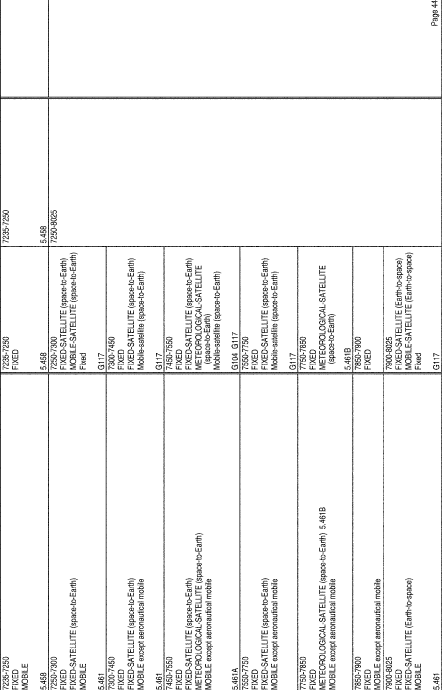 7235-7250
FIXED
MOBILE
5.458
7250-7300
FIXED
FIXED-SATELLITE (space-to-Earth)
MOBILE
5.461
7300-7450
FIXED
FIXED-SATELLITE (space-to-Earth)
MOBILE except aeronautical mobile
5.461
7450-7550
FIXED
FIXED-SATELLITE (space-to-Earth)
METEOROLOGICAL-SATELLITE (space-to-Earth)
MOBILE except aeronautical mobile
5.461A
7550-7750
FIXED
FIXED-SATELLITE (space-to-Earth)
MOBILE except aeronautical mobile
7750-7850
FIXED
METEOROLOGICAL-SATELLITE (space-to-Earth) 5.461B
MOBILE except aeronautical mobile
7850-7900
FIXED
MOBILE except aeronautical mobile
7900-8025
FIXED
FIXED-SATELLITE (Earth-to-space)
MOBILE
5.461
7235-7250
FIXED
5.458
7250-7300
FIXED-SATELLITE (space-to-Earth)
MOBILE-SATELLITE (space-to-Earth)
Fixed
G117
7300-7450
FIXED
FIXED-SATELLITE (space-to-Earth)
Mobile-satellite (space-to-Earth)
G117
7450-7550
FIXED
FIXED-SATELLITE (space-to-Earth)
METEOROLOGICAL-SATELLITE
(space-to-Earth)
Mobile-satellite (space-to-Earth)
G104 G117
7550-7750
FIXED
FIXED-SATELLITE (space-to-Earth)
Mobile-satellite (space-to-Earth)
G117
7750-7850
FIXED
METEOROLOGICAL-SATELLITE
(space-to-Earth)
5.461B
7850-7900
FIXED
7900-8025
FIXED-SATELLITE (Earth-to-space)
MOBILE-SATELLITE (Earth-to-space)
Fixed
G117
7235-7250
5.458
7250-8025
Page 44